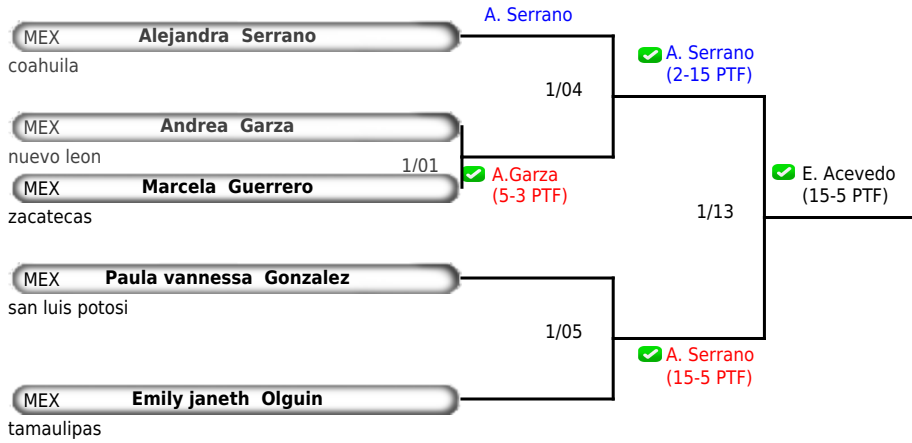 A. Serrano
MEX Alejandra Serrano
coahuila
A. Serrano
(2-15 PTF)
1/04
MEX Andrea Garza
nuevo leon
1/01
A.Garza
(5-3 PTF)
MEX Marcela Guerrero
zacatecas
E. Acevedo
(15-5 PTF)
1/13
MEX Paula vannessa Gonzalez
san luis potosi
1/05
A. Serrano
(15-5 PTF)
MEX Emily janeth Olguin
tamaulipas